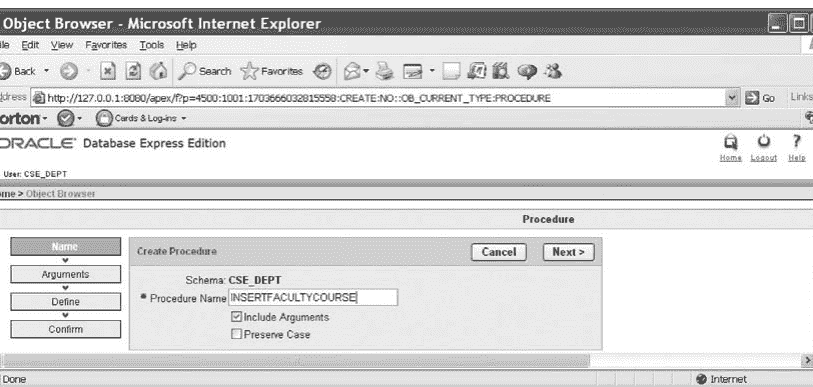 Object Browser - Microsoft Internet Explorer
ile Edit View Favorites Tools Help
Back Search Favorites
ddress http://127.0.0.1:8080/apex/f?p=4500:1001:1703666032815558:CREATE:NO::OB_CURRENT_TYPE:PROCEDURE Go Links
orton Cards & Log-ins
ORACLE Database Express Edition
Home Logout Help
User: CSE_DEPT
ome > Object Browser
Procedure
Name
Create Procedure Cancel Next >
Arguments
Schema: CSE_DEPT
Define
* Procedure Name INSERTFACULTYCOURSE
Include Arguments
Confirm
Preserve Case
Done Internet